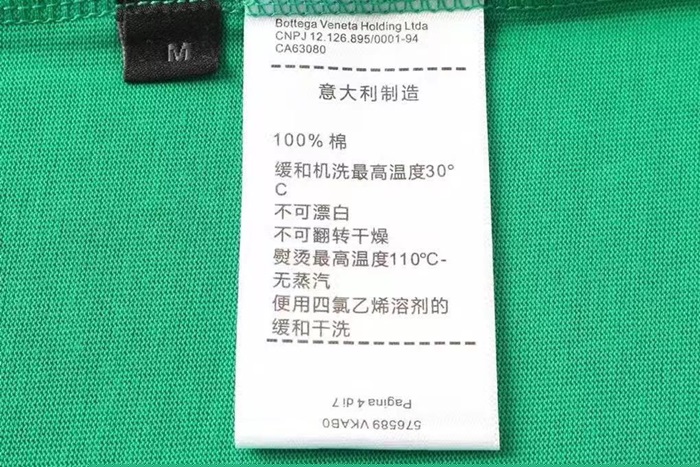 M
Bottega Veneta Holding Ltda
CNPJ 12.126.895/0001-94
CA63080
意大利制造
100% 棉
缓和机洗最高温度30°
C
不可漂白
不可翻转干燥
熨烫最高温度110℃-
无蒸汽
便用四氯乙烯溶剂的
缓和干洗
Pagina 4 di 7
576589 VKAB0